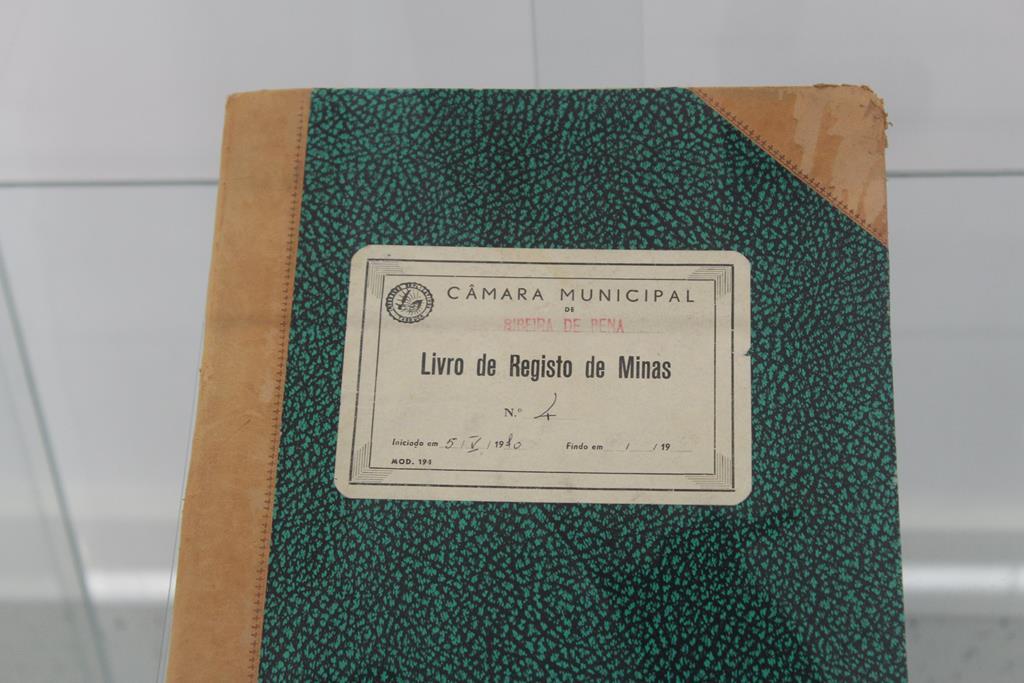 CÂMARA MUNICIPAL
DE
RIBEIRA DE PENA
Livro de Registo de Minas
N.º 4
Iniciado em 5 / V / 1980 Findo em / / 19
MOD. 194